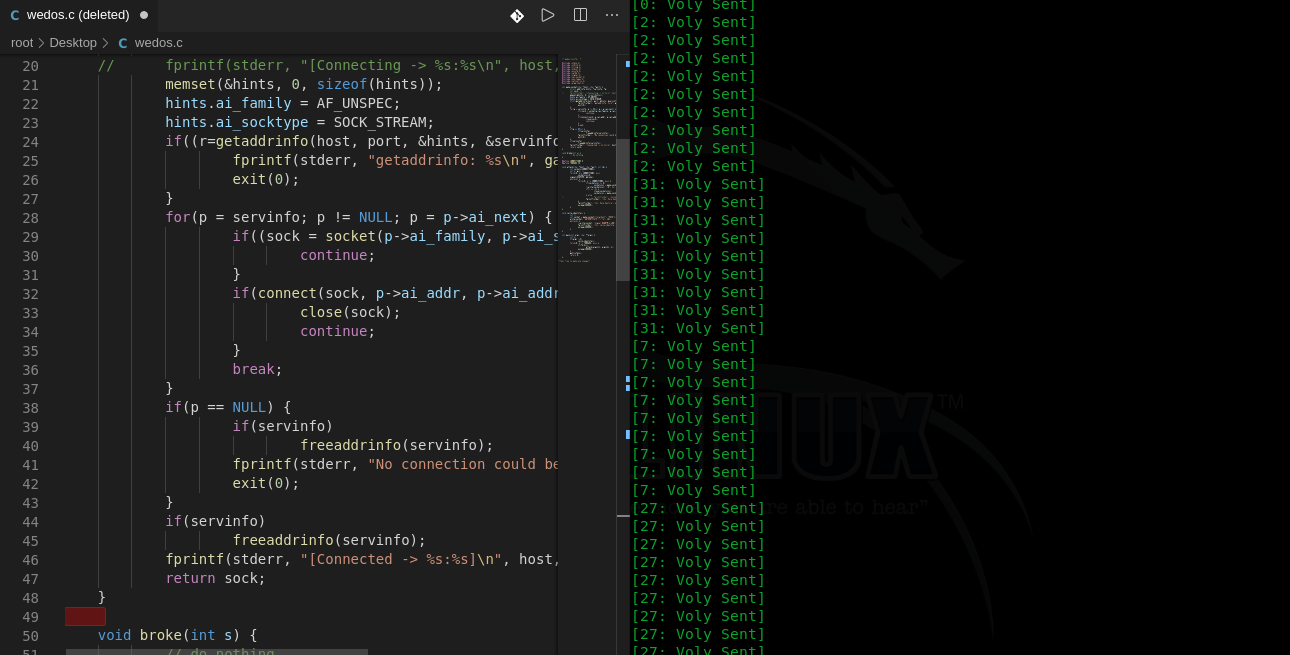 wedos.c (deleted)
root > Desktop > C wedos.c
20 // fprintf(stderr, "[Connecting -> %s:%s\n", host,
21 memset(&hints, 0, sizeof(hints));
22 hints.ai_family = AF_UNSPEC;
23 hints.ai_socktype = SOCK_STREAM;
24 if((r=getaddrinfo(host, port, &hints, &servinfo
25 fprintf(stderr, "getaddrinfo: %s\n", ga
26 exit(0);
27 }
28 for(p = servinfo; p != NULL; p = p->ai_next) {
29 if((sock = socket(p->ai_family, p->ai_s
30 continue;
31 }
32 if(connect(sock, p->ai_addr, p->ai_addr
33 close(sock);
34 continue;
35 }
36 break;
37 }
38 if(p == NULL) {
39 if(servinfo)
40 freeaddrinfo(servinfo);
41 fprintf(stderr, "No connection could be
42 exit(0);
43 }
44 if(servinfo)
45 freeaddrinfo(servinfo);
46 fprintf(stderr, "[Connected -> %s:%s]\n", host,
47 return sock;
48 }
49
50 void broke(int s) {
51 // do nothing
[0: Voly Sent]
[2: Voly Sent]
[2: Voly Sent]
[2: Voly Sent]
[2: Voly Sent]
[2: Voly Sent]
[2: Voly Sent]
[2: Voly Sent]
[2: Voly Sent]
[2: Voly Sent]
[31: Voly Sent]
[31: Voly Sent]
[31: Voly Sent]
[31: Voly Sent]
[31: Voly Sent]
[31: Voly Sent]
[31: Voly Sent]
[31: Voly Sent]
[31: Voly Sent]
[7: Voly Sent]
[7: Voly Sent]
[7: Voly Sent]
[7: Voly Sent]
[7: Voly Sent]
[7: Voly Sent]
[7: Voly Sent]
[7: Voly Sent]
[7: Voly Sent]
[27: Voly Sent]
[27: Voly Sent]
[27: Voly Sent]
[27: Voly Sent]
[27: Voly Sent]
[27: Voly Sent]
[27: Voly Sent]
[27: Voly Sent]
[27: Voly Sent]
NUX TM
re able to hear”